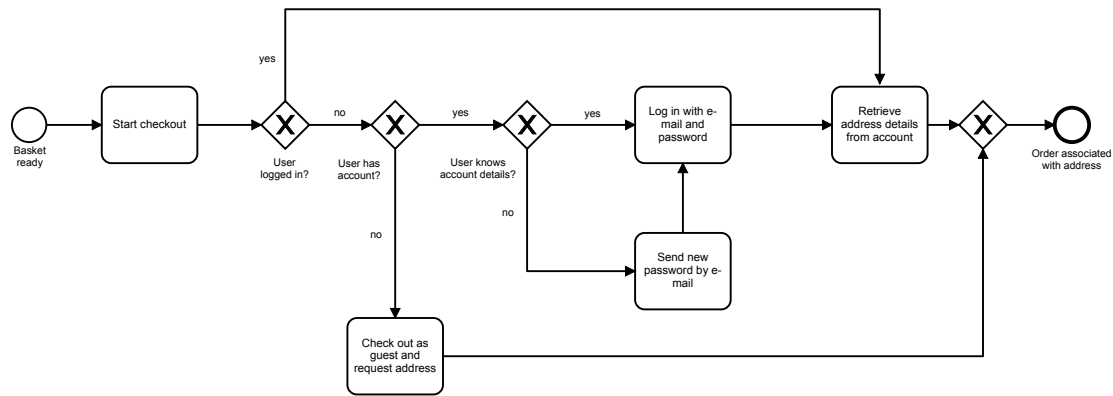 yes
Start checkout
Log in with e-
mail and
password
Retrieve
address details
from account
no
yes
yes
Basket
ready
User
logged in?
User has
account?
User knows
account details?
Order associated
with address
no
no
Send new
password by e-
mail
Check out as
guest and
request address